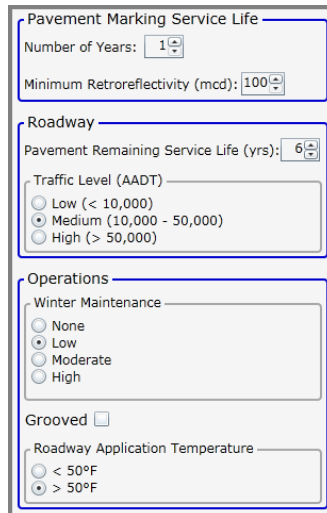 Pavement Marking Service Life
Number of Years: 1
Minimum Retroreflectivity (mcd): 100
Roadway
Pavement Remaining Service Life (yrs): 6
Traffic Level (AADT)
Low (< 10,000)
Medium (10,000 - 50,000)
High (> 50,000)
Operations
Winter Maintenance
None
Low
Moderate
High
Grooved
Roadway Application Temperature
< 50ºF
> 50ºF